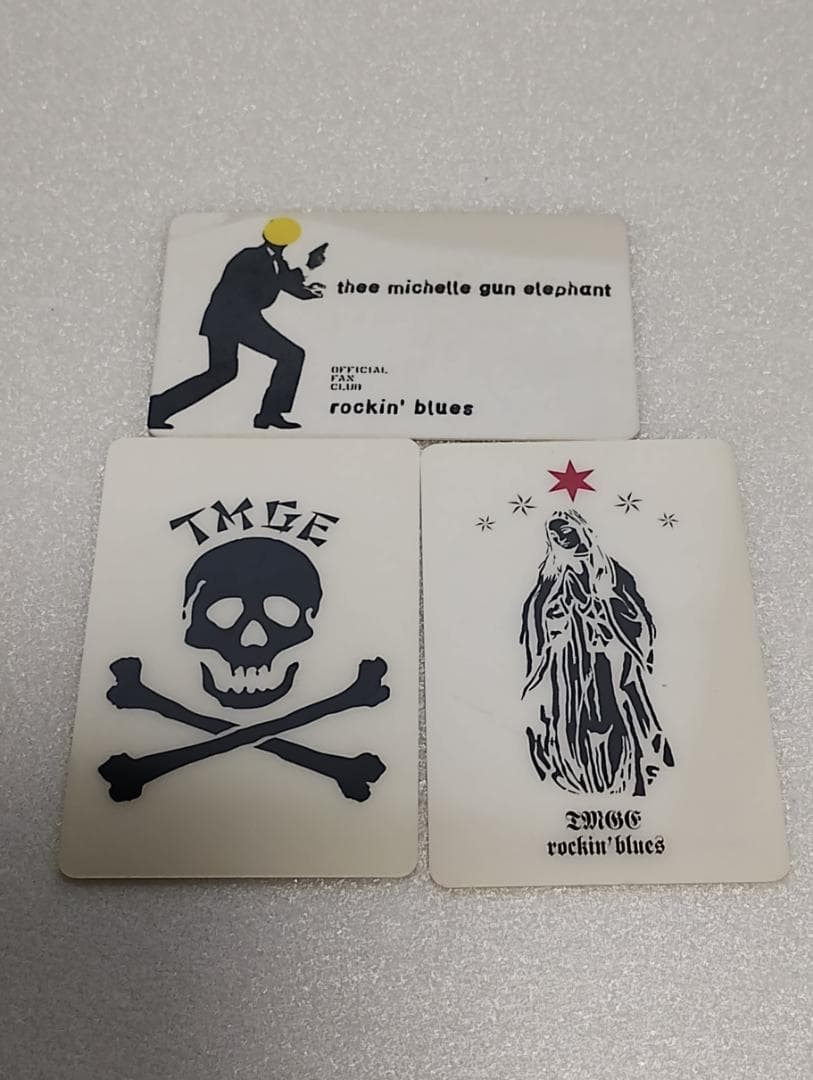 thee michelle gun elephant
OFFICIAL
FAN
CLUB
rockin' blues
TMGE
TMGE
rockin' blues